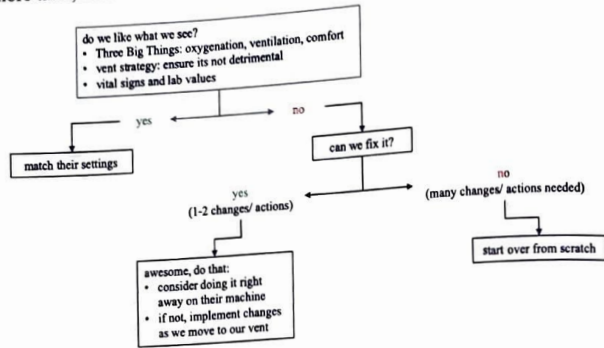 do we like what we see?
• Three Big Things: oxygenation, ventilation, comfort
• vent strategy: ensure its not detrimental
• vital signs and lab values
yes
no
match their settings
can we fix it?
yes
(1-2 changes/ actions)
no
(many changes/ actions needed)
awesome, do that:
• consider doing it right
away on their machine
• if not, implement changes
as we move to our vent
start over from scratch